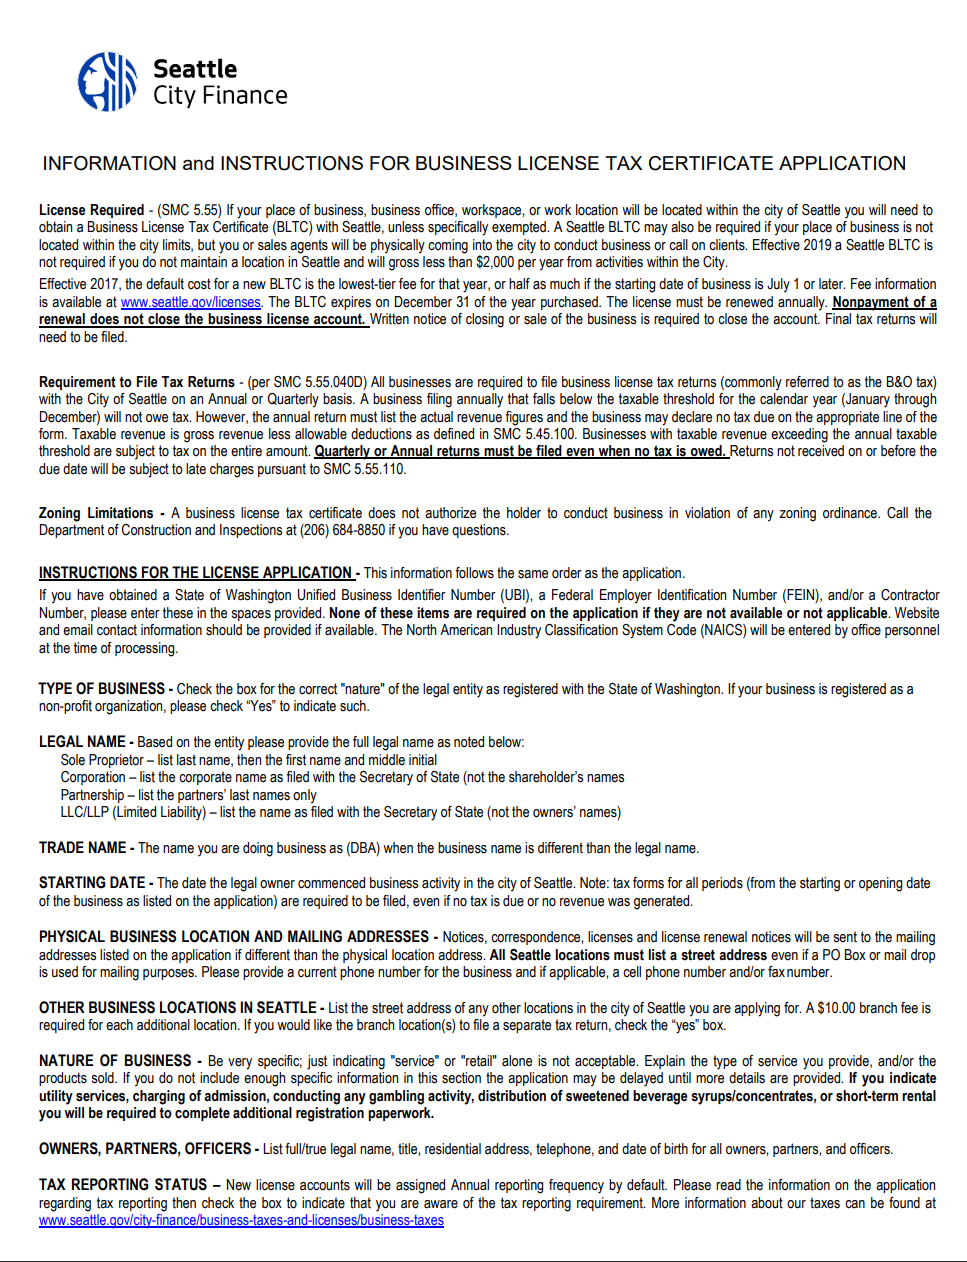 Seattle
City Finance
INFORMATION and INSTRUCTIONS FOR BUSINESS LICENSE TAX CERTIFICATE APPLICATION
License Required - (SMC 5.55) If your place of business, business office, workspace, or work location will be located within the city of Seattle you will need to
obtain a Business License Tax Certificate (BLTC) with Seattle, unless specifically exempted. A Seattle BLTC may also be required if your place of business is not
located within the city limits, but you or sales agents will be physically coming into the city to conduct business or call on clients. Effective 2019 a Seattle BLTC is
not required if you do not maintain a location in Seattle and will gross less than $2,000 per year from activities within the City.
Effective 2017, the default cost for a new BLTC is the lowest-tier fee for that year, or half as much if the starting date of business is July 1 or later. Fee information
is available at www.seattle.gov/licenses. The BLTC expires on December 31 of the year purchased. The license must be renewed annually. Nonpayment of a
renewal does not close the business license account. Written notice of closing or sale of the business is required to close the account. Final tax returns will
need to be filed.
Requirement to File Tax Returns - (per SMC 5.55.040D) All businesses are required to file business license tax returns (commonly referred to as the B&O tax)
with the City of Seattle on an Annual or Quarterly basis. A business filing annually that falls below the taxable threshold for the calendar year (January through
December) will not owe tax. However, the annual return must list the actual revenue figures and the business may declare no tax due on the appropriate line of the
form. Taxable revenue is gross revenue less allowable deductions as defined in SMC 5.45.100. Businesses with taxable revenue exceeding the annual taxable
threshold are subject to tax on the entire amount. Quarterly or Annual returns must be filed even when no tax is owed. Returns not received on or before the
due date will be subject to late charges pursuant to SMC 5.55.110.
Zoning Limitations - A business license tax certificate does not authorize the holder to conduct business in violation of any zoning ordinance. Call the
Department of Construction and Inspections at (206) 684-8850 if you have questions.
INSTRUCTIONS FOR THE LICENSE APPLICATION - This information follows the same order as the application.
If you have obtained a State of Washington Unified Business Identifier Number (UBI), a Federal Employer Identification Number (FEIN), and/or a Contractor
Number, please enter these in the spaces provided. None of these items are required on the application if they are not available or not applicable. Website
and email contact information should be provided if available. The North American Industry Classification System Code (NAICS) will be entered by office personnel
at the time of processing.
TYPE OF BUSINESS - Check the box for the correct "nature" of the legal entity as registered with the State of Washington. If your business is registered as a
non-profit organization, please check “Yes” to indicate such.
LEGAL NAME - Based on the entity please provide the full legal name as noted below:
Sole Proprietor – list last name, then the first name and middle initial
Corporation – list the corporate name as filed with the Secretary of State (not the shareholder’s names
Partnership – list the partners’ last names only
LLC/LLP (Limited Liability) – list the name as filed with the Secretary of State (not the owners’ names)
TRADE NAME - The name you are doing business as (DBA) when the business name is different than the legal name.
STARTING DATE - The date the legal owner commenced business activity in the city of Seattle. Note: tax forms for all periods (from the starting or opening date
of the business as listed on the application) are required to be filed, even if no tax is due or no revenue was generated.
PHYSICAL BUSINESS LOCATION AND MAILING ADDRESSES - Notices, correspondence, licenses and license renewal notices will be sent to the mailing
addresses listed on the application if different than the physical location address. All Seattle locations must list a street address even if a PO Box or mail drop
is used for mailing purposes. Please provide a current phone number for the business and if applicable, a cell phone number and/or fax number.
OTHER BUSINESS LOCATIONS IN SEATTLE - List the street address of any other locations in the city of Seattle you are applying for. A $10.00 branch fee is
required for each additional location. If you would like the branch location(s) to file a separate tax return, check the “yes” box.
NATURE OF BUSINESS - Be very specific; just indicating "service" or "retail" alone is not acceptable. Explain the type of service you provide, and/or the
products sold. If you do not include enough specific information in this section the application may be delayed until more details are provided. If you indicate
utility services, charging of admission, conducting any gambling activity, distribution of sweetened beverage syrups/concentrates, or short-term rental
you will be required to complete additional registration paperwork.
OWNERS, PARTNERS, OFFICERS - List full/true legal name, title, residential address, telephone, and date of birth for all owners, partners, and officers.
TAX REPORTING STATUS – New license accounts will be assigned Annual reporting frequency by default. Please read the information on the application
regarding tax reporting then check the box to indicate that you are aware of the tax reporting requirement. More information about our taxes can be found at
www.seattle.gov/city-finance/business-taxes-and-licenses/business-taxes